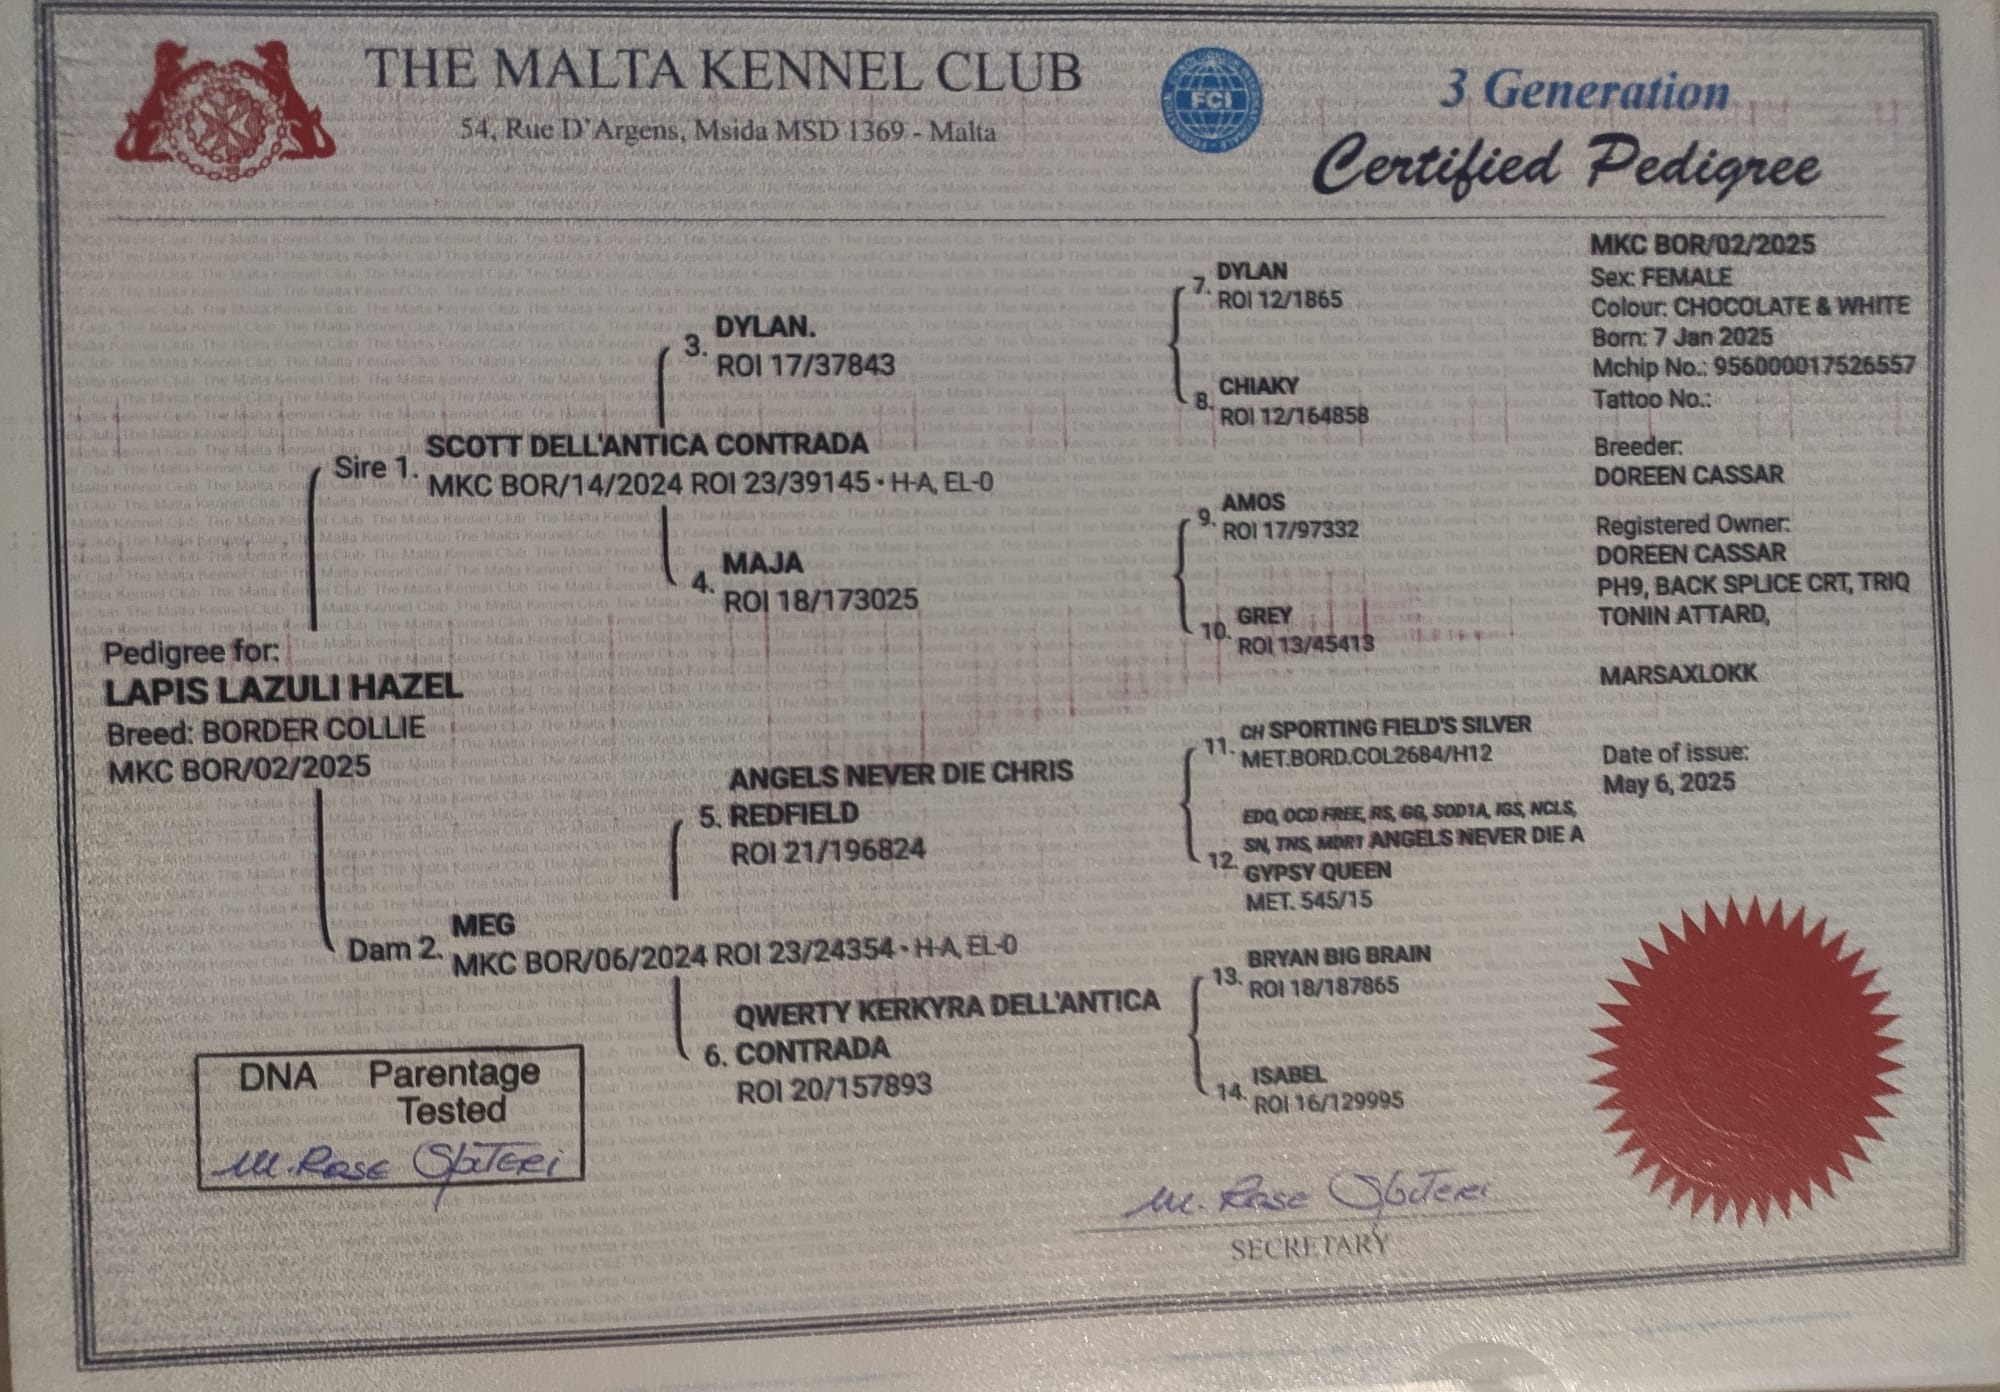 THE MALTA KENNEL CLUB
54, Rue D'Argens, Msida MSD 1369 - Malta
FCI
3 Generation
Certified Pedigree
MKC BOR/02/2025
Sex: FEMALE
Colour: CHOCOLATE & WHITE
Born: 7 Jan 2025
Mchip No.: 956000017526557
Tattoo No.:
Breeder:
DOREEN CASSAR
Registered Owner:
DOREEN CASSAR
PH9, BACK SPLICE CRT, TRIQ
TONIN ATTARD,
MARSAXLOKK
Date of issue:
May 6, 2025
Pedigree for:
LAPIS LAZULI HAZEL
Breed: BORDER COLLIE
MKC BOR/02/2025
Sire 1. SCOTT DELL'ANTICA CONTRADA
MKC BOR/14/2024 ROI 23/39145 • H-A, EL-0
Dam 2. MEG
MKC BOR/06/2024 ROI 23/24354 • H-A, EL-0
3. DYLAN.
ROI 17/37843
4. MAJA
ROI 18/173025
ANGELS NEVER DIE CHRIS
5. REDFIELD
ROI 21/196824
QWERTY KERKYRA DELL'ANTICA
6. CONTRADA
ROI 20/157893
7. DYLAN
ROI 12/1865
8. CHIAKY
ROI 12/164858
9. AMOS
ROI 17/97332
10. GREY
ROI 13/45413
11. CH SPORTING FIELD'S SILVER
MET.BORD.COL2684/H12
EDQ, OCD FREE, RS, GG, SOD1A, IGS, NCLS,
SN, TNS, MDR1 ANGELS NEVER DIE A
12. GYPSY QUEEN
MET. 545/15
13. BRYAN BIG BRAIN
ROI 18/187865
14. ISABEL
ROI 16/129995
DNA Parentage
Tested
M. Rose Spiteri
M. Rose Spiteri
SECRETARY